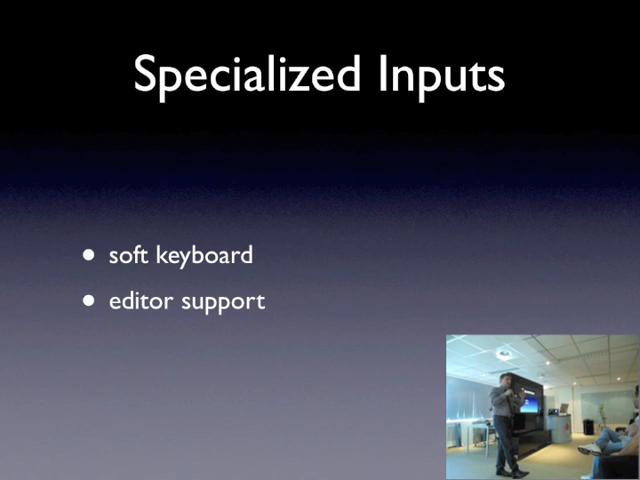 Specialized Inputs
• soft keyboard
• editor support